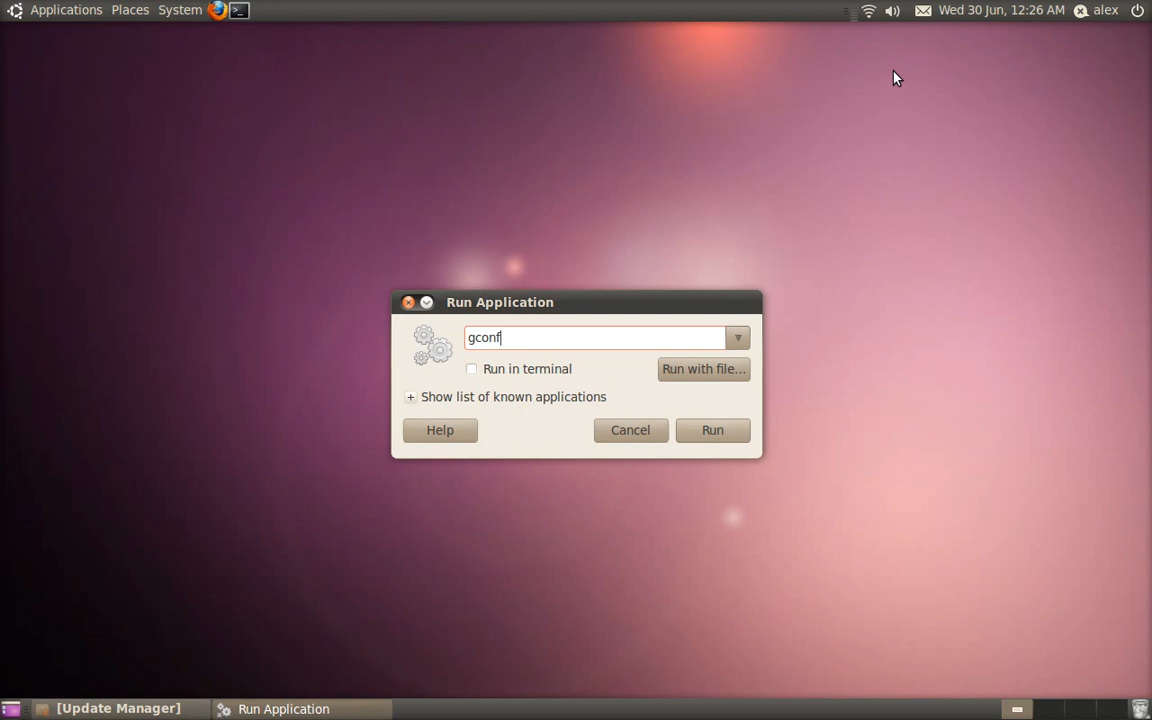 Applications Places System Wed 30 Jun, 12:26 AM alex
Run Application
gconf
Run in terminal Run with file...
Show list of known applications
Help Cancel Run
[Update Manager] Run Application